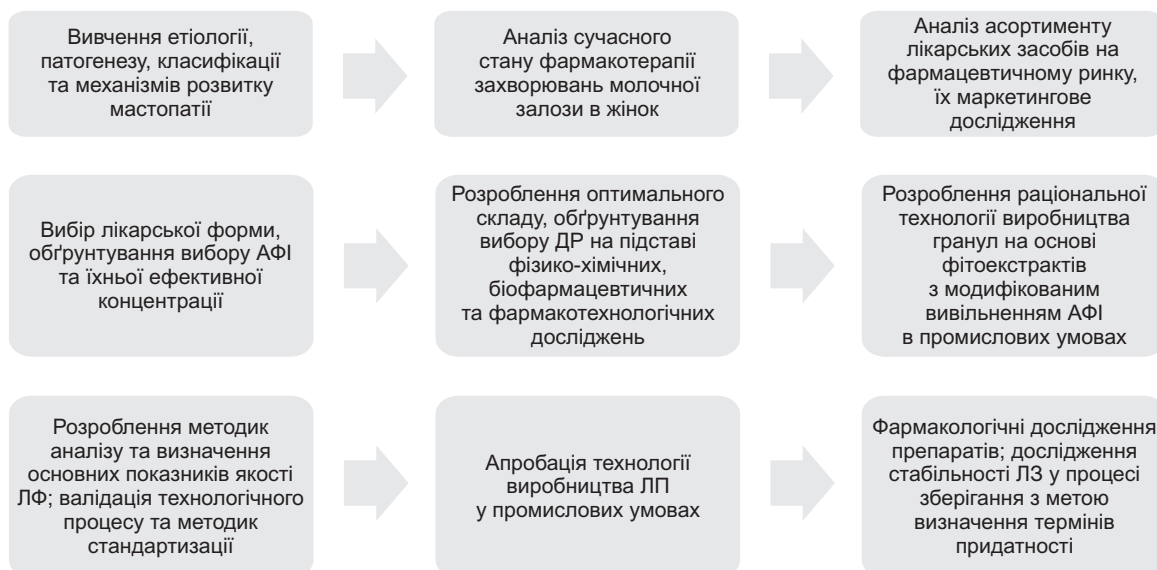 Вивчення етіології,
патогенезу, класифікації
та механізмів розвитку
мастопатії
Аналіз сучасного
стану фармакотерапії
захворювань молочної
залози в жінок
Аналіз асортименту
лікарських засобів на
фармацевтичному ринку,
їх маркетингове
дослідження
Вибір лікарської форми,
обґрунтування вибору АФІ
та їхньої ефективної
концентрації
Розроблення оптимального
складу, обґрунтування
вибору ДР на підставі
фізико-хімічних,
біофармацевтичних
та фармакотехнологічних
досліджень
Розроблення раціональної
технології виробництва
гранул на основі
фітоекстрактів
з модифікованим
вивільненням АФІ
в промислових умовах
Розроблення методик
аналізу та визначення
основних показників якості
ЛФ; валідація технологічного
процесу та методик
стандартизації
Апробація технології
виробництва ЛП
у промислових умовах
Фармакологічні дослідження
препаратів; дослідження
стабільності ЛЗ у процесі
зберігання з метою
визначення термінів
придатності